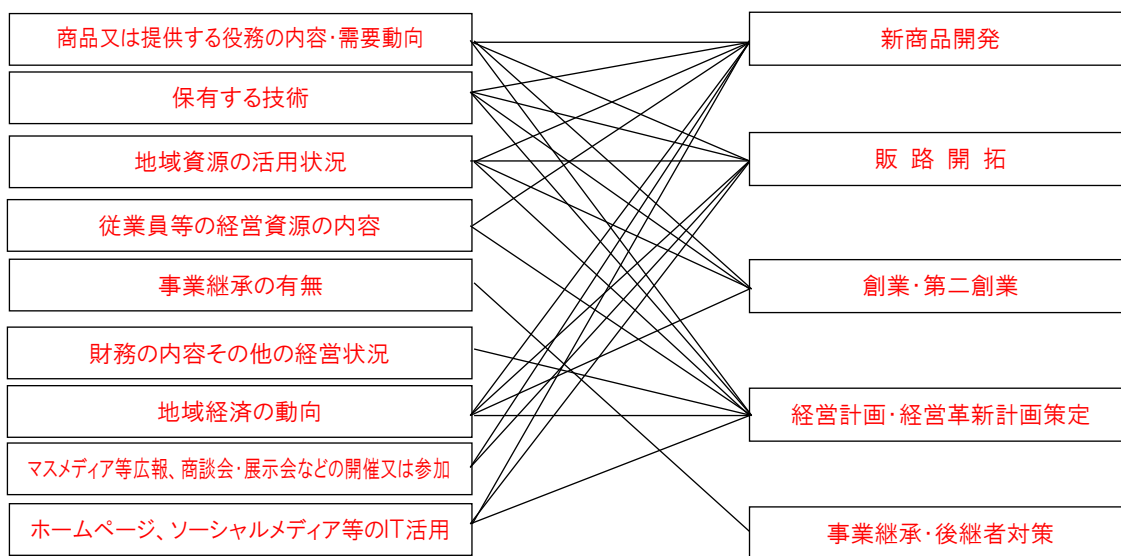 商品又は提供する役務の内容・需要動向
保有する技術
地域資源の活用状況
従業員等の経営資源の内容
事業継承の有無
財務の内容その他の経営状況
地域経済の動向
マスメディア等広報、商談会・展示会などの開催又は参加
ホームページ、ソーシャルメディア等のIT活用
新商品開発
販路開拓
創業・第二創業
経営計画・経営革新計画策定
事業継承・後継者対策